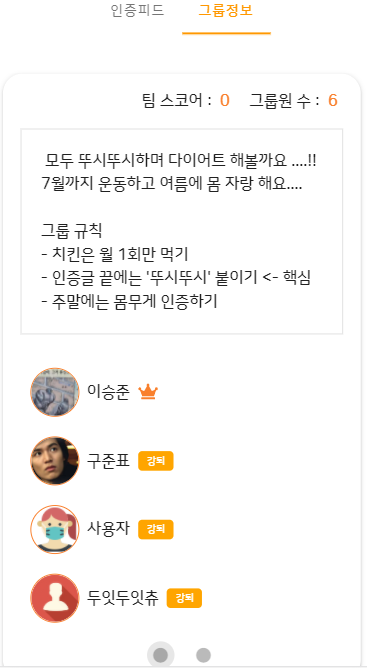 인증피드 그룹정보
팀 스코어 : 0 그룹원 수 : 6
모두 뚜시뚜시하며 다이어트 해볼까요 ....!!
7월까지 운동하고 여름에 몸 자랑 해요....
그룹 규칙
- 치킨은 월 1회만 먹기
- 인증글 끝에는 '뚜시뚜시' 붙이기 <- 핵심
- 주말에는 몸무게 인증하기
이승준
구준표 강퇴
사용자 강퇴
두잇두잇츄 강퇴